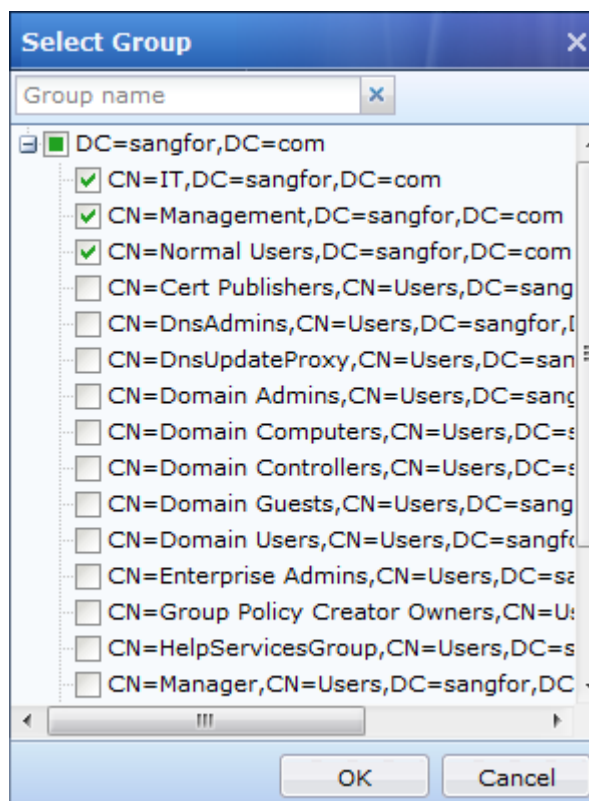 Select Group
Group name
DC=sangfor,DC=com
CN=IT,DC=sangfor,DC=com
CN=Management,DC=sangfor,DC=com
CN=Normal Users,DC=sangfor,DC=com
CN=Cert Publishers,CN=Users,DC=sang
CN=DnsAdmins,CN=Users,DC=sangfor,
CN=DnsUpdateProxy,CN=Users,DC=san
CN=Domain Admins,CN=Users,DC=sang
CN=Domain Computers,CN=Users,DC=s
CN=Domain Controllers,CN=Users,DC=s
CN=Domain Guests,CN=Users,DC=sang
CN=Domain Users,CN=Users,DC=sangfo
CN=Enterprise Admins,CN=Users,DC=sa
CN=Group Policy Creator Owners,CN=Us
CN=HelpServicesGroup,CN=Users,DC=s
CN=Manager,CN=Users,DC=sangfor,DC
OK
Cancel